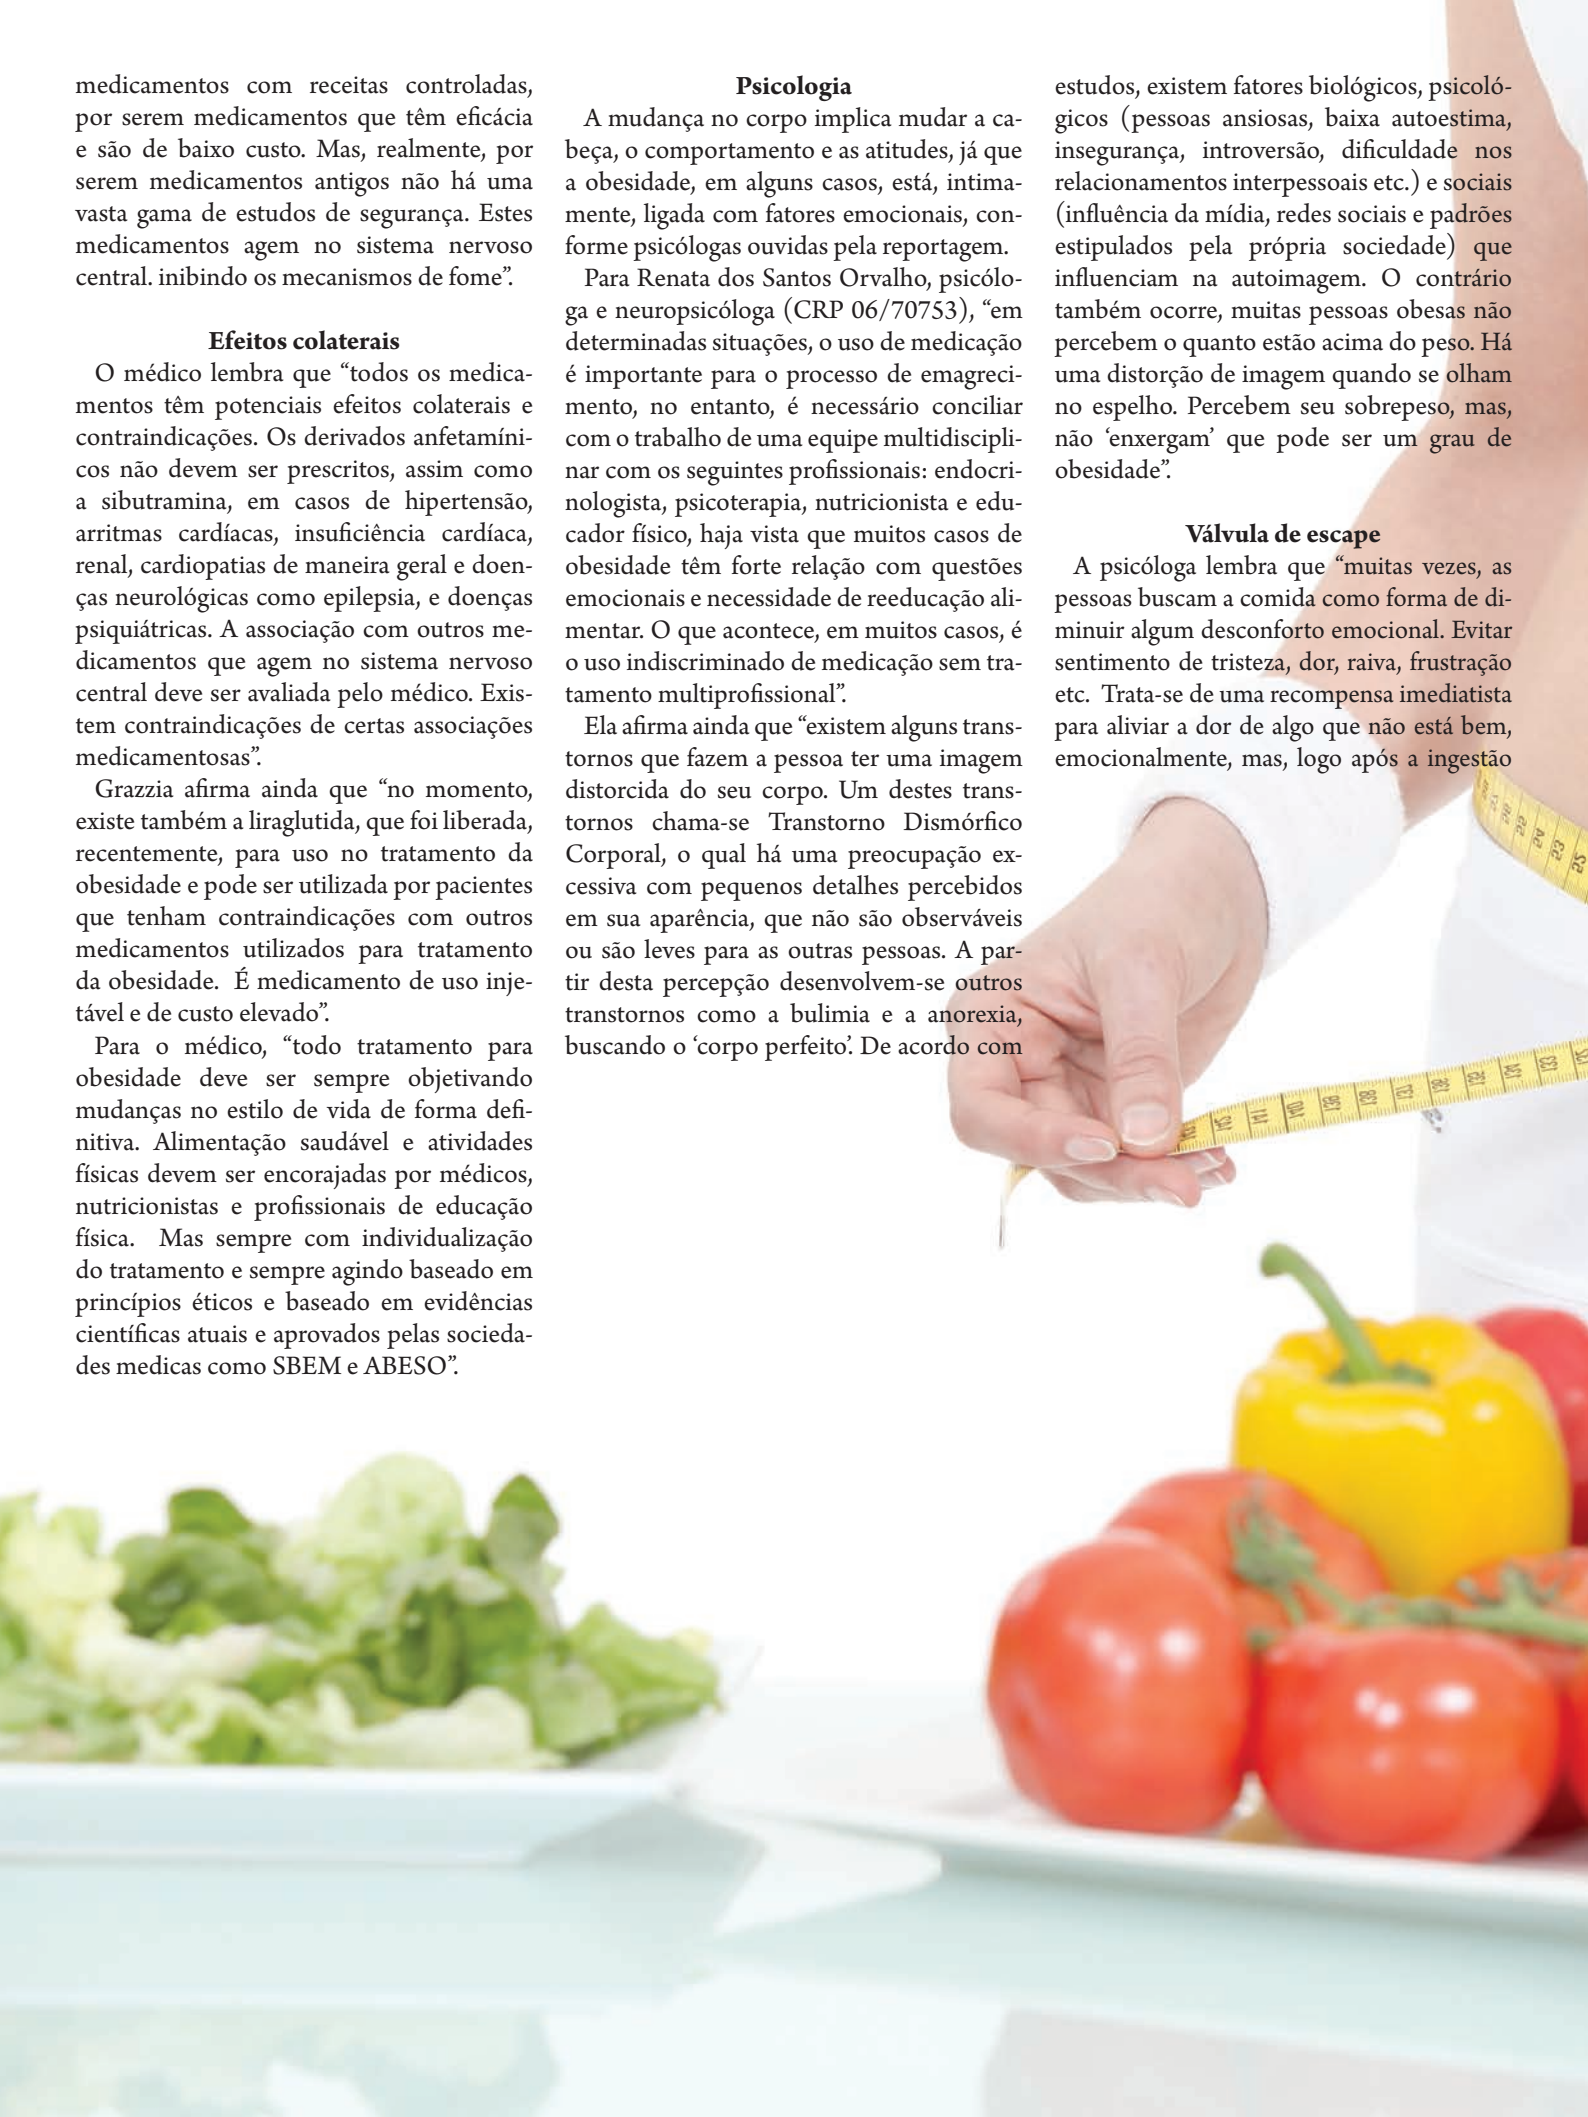 medicamentos com receitas controladas,
por serem medicamentos que têm eficácia
e são de baixo custo. Mas, realmente, por
serem medicamentos antigos não há uma
vasta gama de estudos de segurança. Estes
medicamentos agem no sistema nervoso
central. inibindo os mecanismos de fome”.
Efeitos colaterais
O médico lembra que “todos os medica-
mentos têm potenciais efeitos colaterais e
contraindicações. Os derivados anfetamíni-
cos não devem ser prescritos, assim como
a sibutramina, em casos de hipertensão,
arritmas cardíacas, insuficiência cardíaca,
renal, cardiopatias de maneira geral e doen-
ças neurológicas como epilepsia, e doenças
psiquiátricas. A associação com outros me-
dicamentos que agem no sistema nervoso
central deve ser avaliada pelo médico. Exis-
tem contraindicações de certas associações
medicamentosas”.
Grazzia afirma ainda que “no momento,
existe também a liraglutida, que foi liberada,
recentemente, para uso no tratamento da
obesidade e pode ser utilizada por pacientes
que tenham contraindicações com outros
medicamentos utilizados para tratamento
da obesidade. É medicamento de uso inje-
tável e de custo elevado”.
Para o médico, “todo tratamento para
obesidade deve ser sempre objetivando
mudanças no estilo de vida de forma defi-
nitiva. Alimentação saudável e atividades
físicas devem ser encorajadas por médicos,
nutricionistas e profissionais de educação
física. Mas sempre com individualização
do tratamento e sempre agindo baseado em
princípios éticos e baseado em evidências
científicas atuais e aprovados pelas socieda-
des medicas como SBEM e ABESO”.
Psicologia
A mudança no corpo implica mudar a ca-
beça, o comportamento e as atitudes, já que
a obesidade, em alguns casos, está, intima-
mente, ligada com fatores emocionais, con-
forme psicólogas ouvidas pela reportagem.
Para Renata dos Santos Orvalho, psicólo-
ga e neuropsicóloga (CRP 06/70753), “em
determinadas situações, o uso de medicação
é importante para o processo de emagreci-
mento, no entanto, é necessário conciliar
com o trabalho de uma equipe multidiscipli-
nar com os seguintes profissionais: endocri-
nologista, psicoterapia, nutricionista e edu-
cador físico, haja vista que muitos casos de
obesidade têm forte relação com questões
emocionais e necessidade de reeducação ali-
mentar. O que acontece, em muitos casos, é
o uso indiscriminado de medicação sem tra-
tamento multiprofissional”.
Ela afirma ainda que “existem alguns trans-
tornos que fazem a pessoa ter uma imagem
distorcida do seu corpo. Um destes trans-
tornos chama-se Transtorno Dismórfico
Corporal, o qual há uma preocupação ex-
cessiva com pequenos detalhes percebidos
em sua aparência, que não são observáveis
ou são leves para as outras pessoas. A par-
tir desta percepção desenvolvem-se outros
transtornos como a bulimia e a anorexia,
buscando o ‘corpo perfeito’. De acordo com
estudos, existem fatores biológicos, psicoló-
gicos (pessoas ansiosas, baixa autoestima,
insegurança, introversão, dificuldade nos
relacionamentos interpessoais etc.) e sociais
(influência da mídia, redes sociais e padrões
estipulados pela própria sociedade) que
influenciam na autoimagem. O contrário
também ocorre, muitas pessoas obesas não
percebem o quanto estão acima do peso. Há
uma distorção de imagem quando se olham
no espelho. Percebem seu sobrepeso, mas,
não ‘enxergam’ que pode ser um grau de
obesidade”.
Válvula de escape
A psicóloga lembra que “muitas vezes, as
pessoas buscam a comida como forma de di-
minuir algum desconforto emocional. Evitar
sentimento de tristeza, dor, raiva, frustração
etc. Trata-se de uma recompensa imediatista
para aliviar a dor de algo que não está bem,
emocionalmente, mas, logo após a ingestão